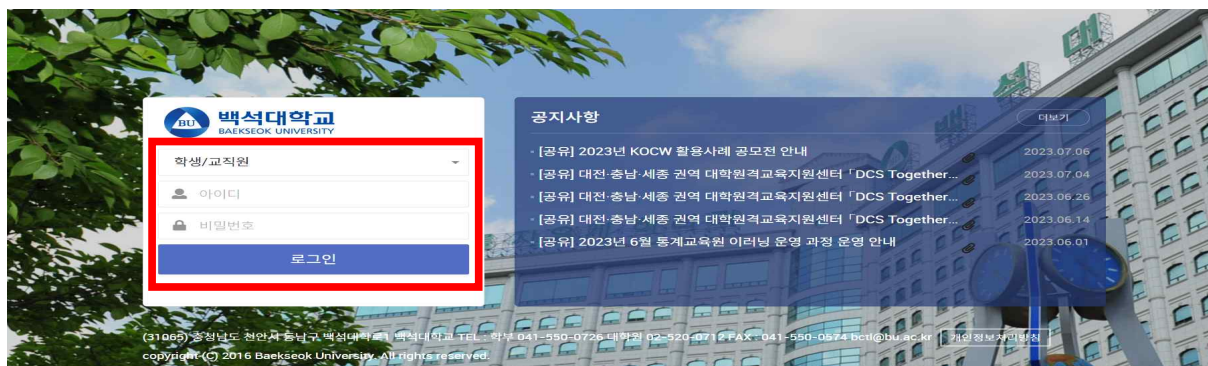 백석대학교
BAEKSEOK UNIVERSITY
BU
학생/교직원
아이디
비밀번호
로그인
공지사항
더보기
[공유] 2023년 KOCW 활용사례 공모전 안내 2023.07.06
[공유] 대전·충남·세종 권역 대학원격교육지원센터 「DCS Together... 2023.07.04
[공유] 대전·충남·세종 권역 대학원격교육지원센터 「DCS Together... 2023.06.26
[공유] 대전·충남·세종 권역 대학원격교육지원센터 「DCS Together... 2023.06.14
[공유] 2023년 6월 통계교육원 이러닝 운영 과정 운영 안내 2023.06.01
(31065) 충청남도 천안시 동남구 백석대학로1 백석대학교 TEL : 학부 041-550-0726 대학원 02-520-0712 FAX : 041-550-0574 bctl@bu.ac.kr 개인정보처리방침
copyright (C) 2016 Baekseok University. All rights reserved.
석
대